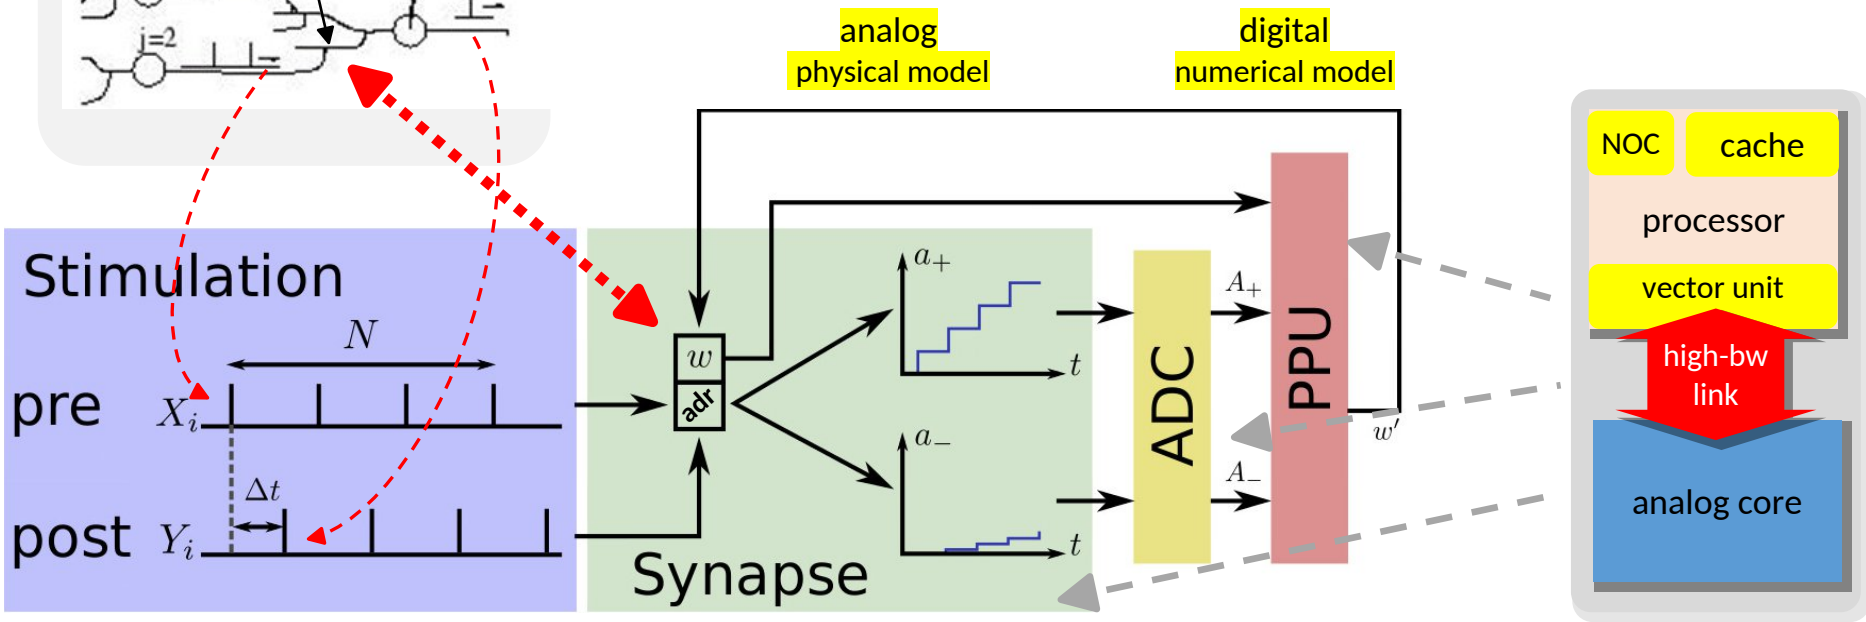 j=2
analog
physical model
digital
numerical model
NOC
cache
processor
vector unit
high-bw
link
analog core
Stimulation
N
pre
X_i
Δt
post
Y_i
w
adr
Synapse
a_+
t
a_-
t
ADC
A_+
A_-
PPU
w'